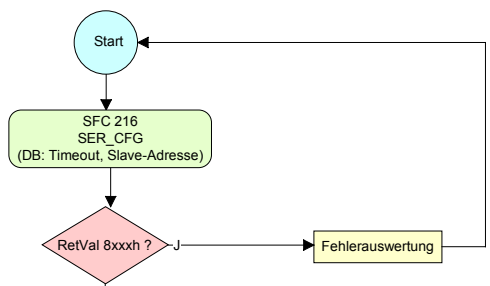 Start
SFC 216
SER_CFG
(DB: Timeout, Slave-Adresse)
RetVal 8xxxh ?
J
Fehlerauswertung